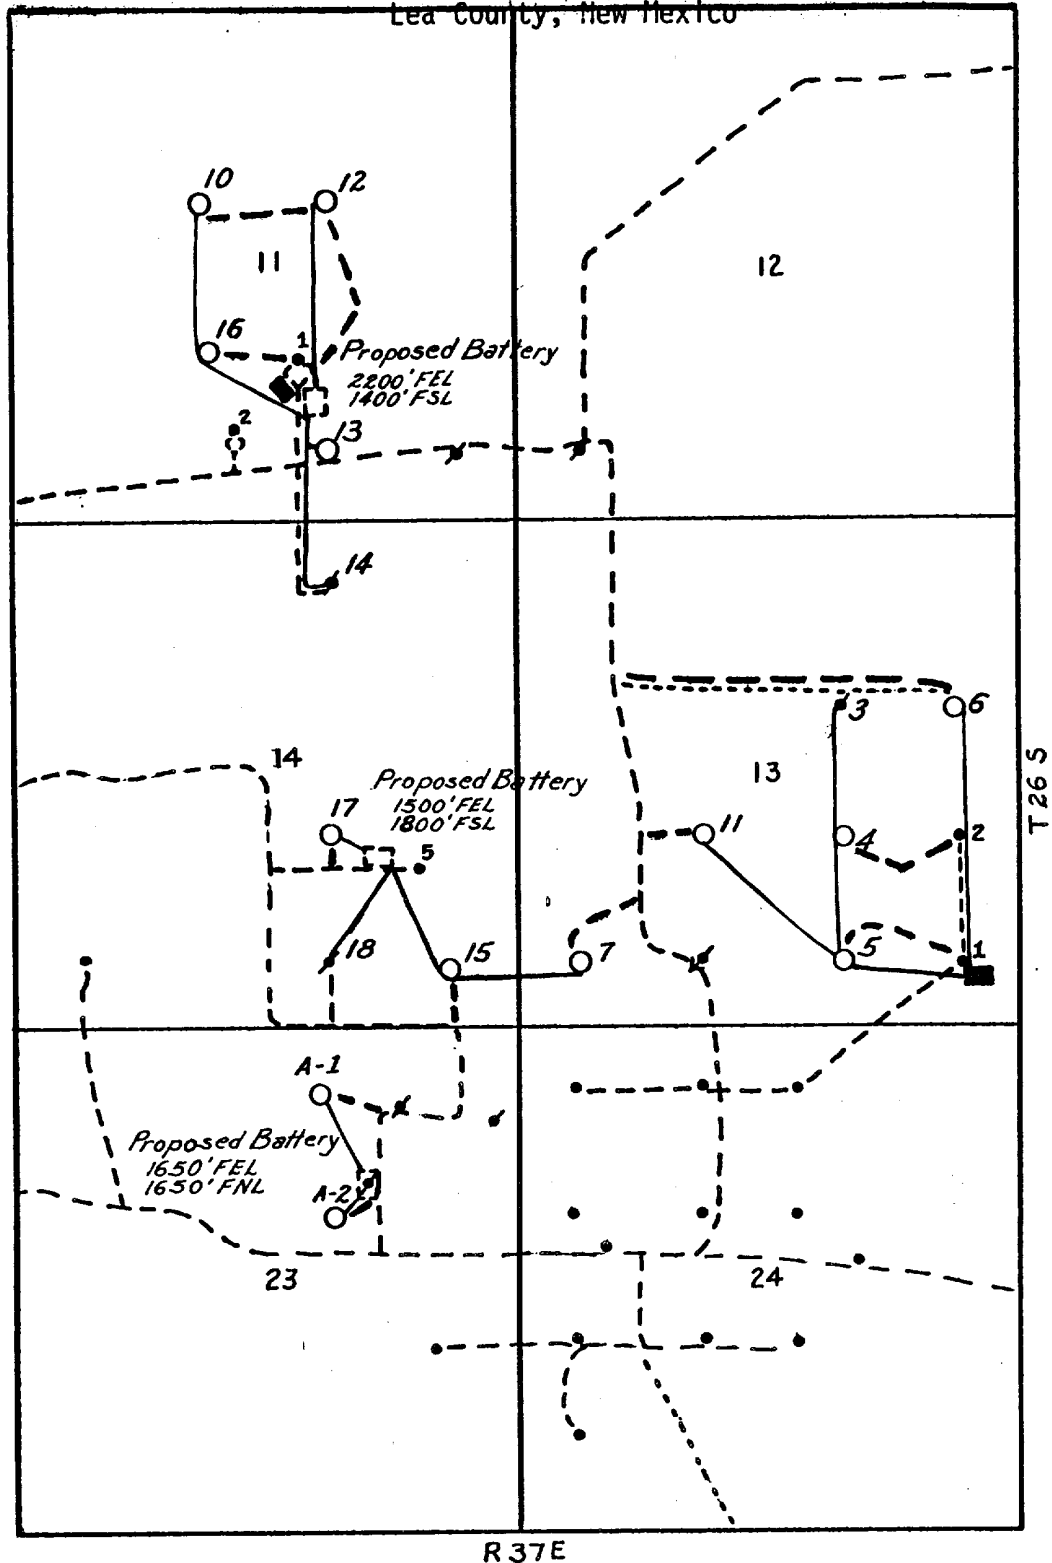 Lea County, New Mexico
10
12
11
12
16
1
Proposed Battery
2200' FEL
1400' FSL
2
13
14
3
6
14
13
Proposed Battery
1500' FEL
1800' FSL
17
11
4
2
5
T 26 S
18
15
7
5
1
A-1
Proposed Battery
1650' FEL
1650' FNL
A-2
23
24
R 37 E